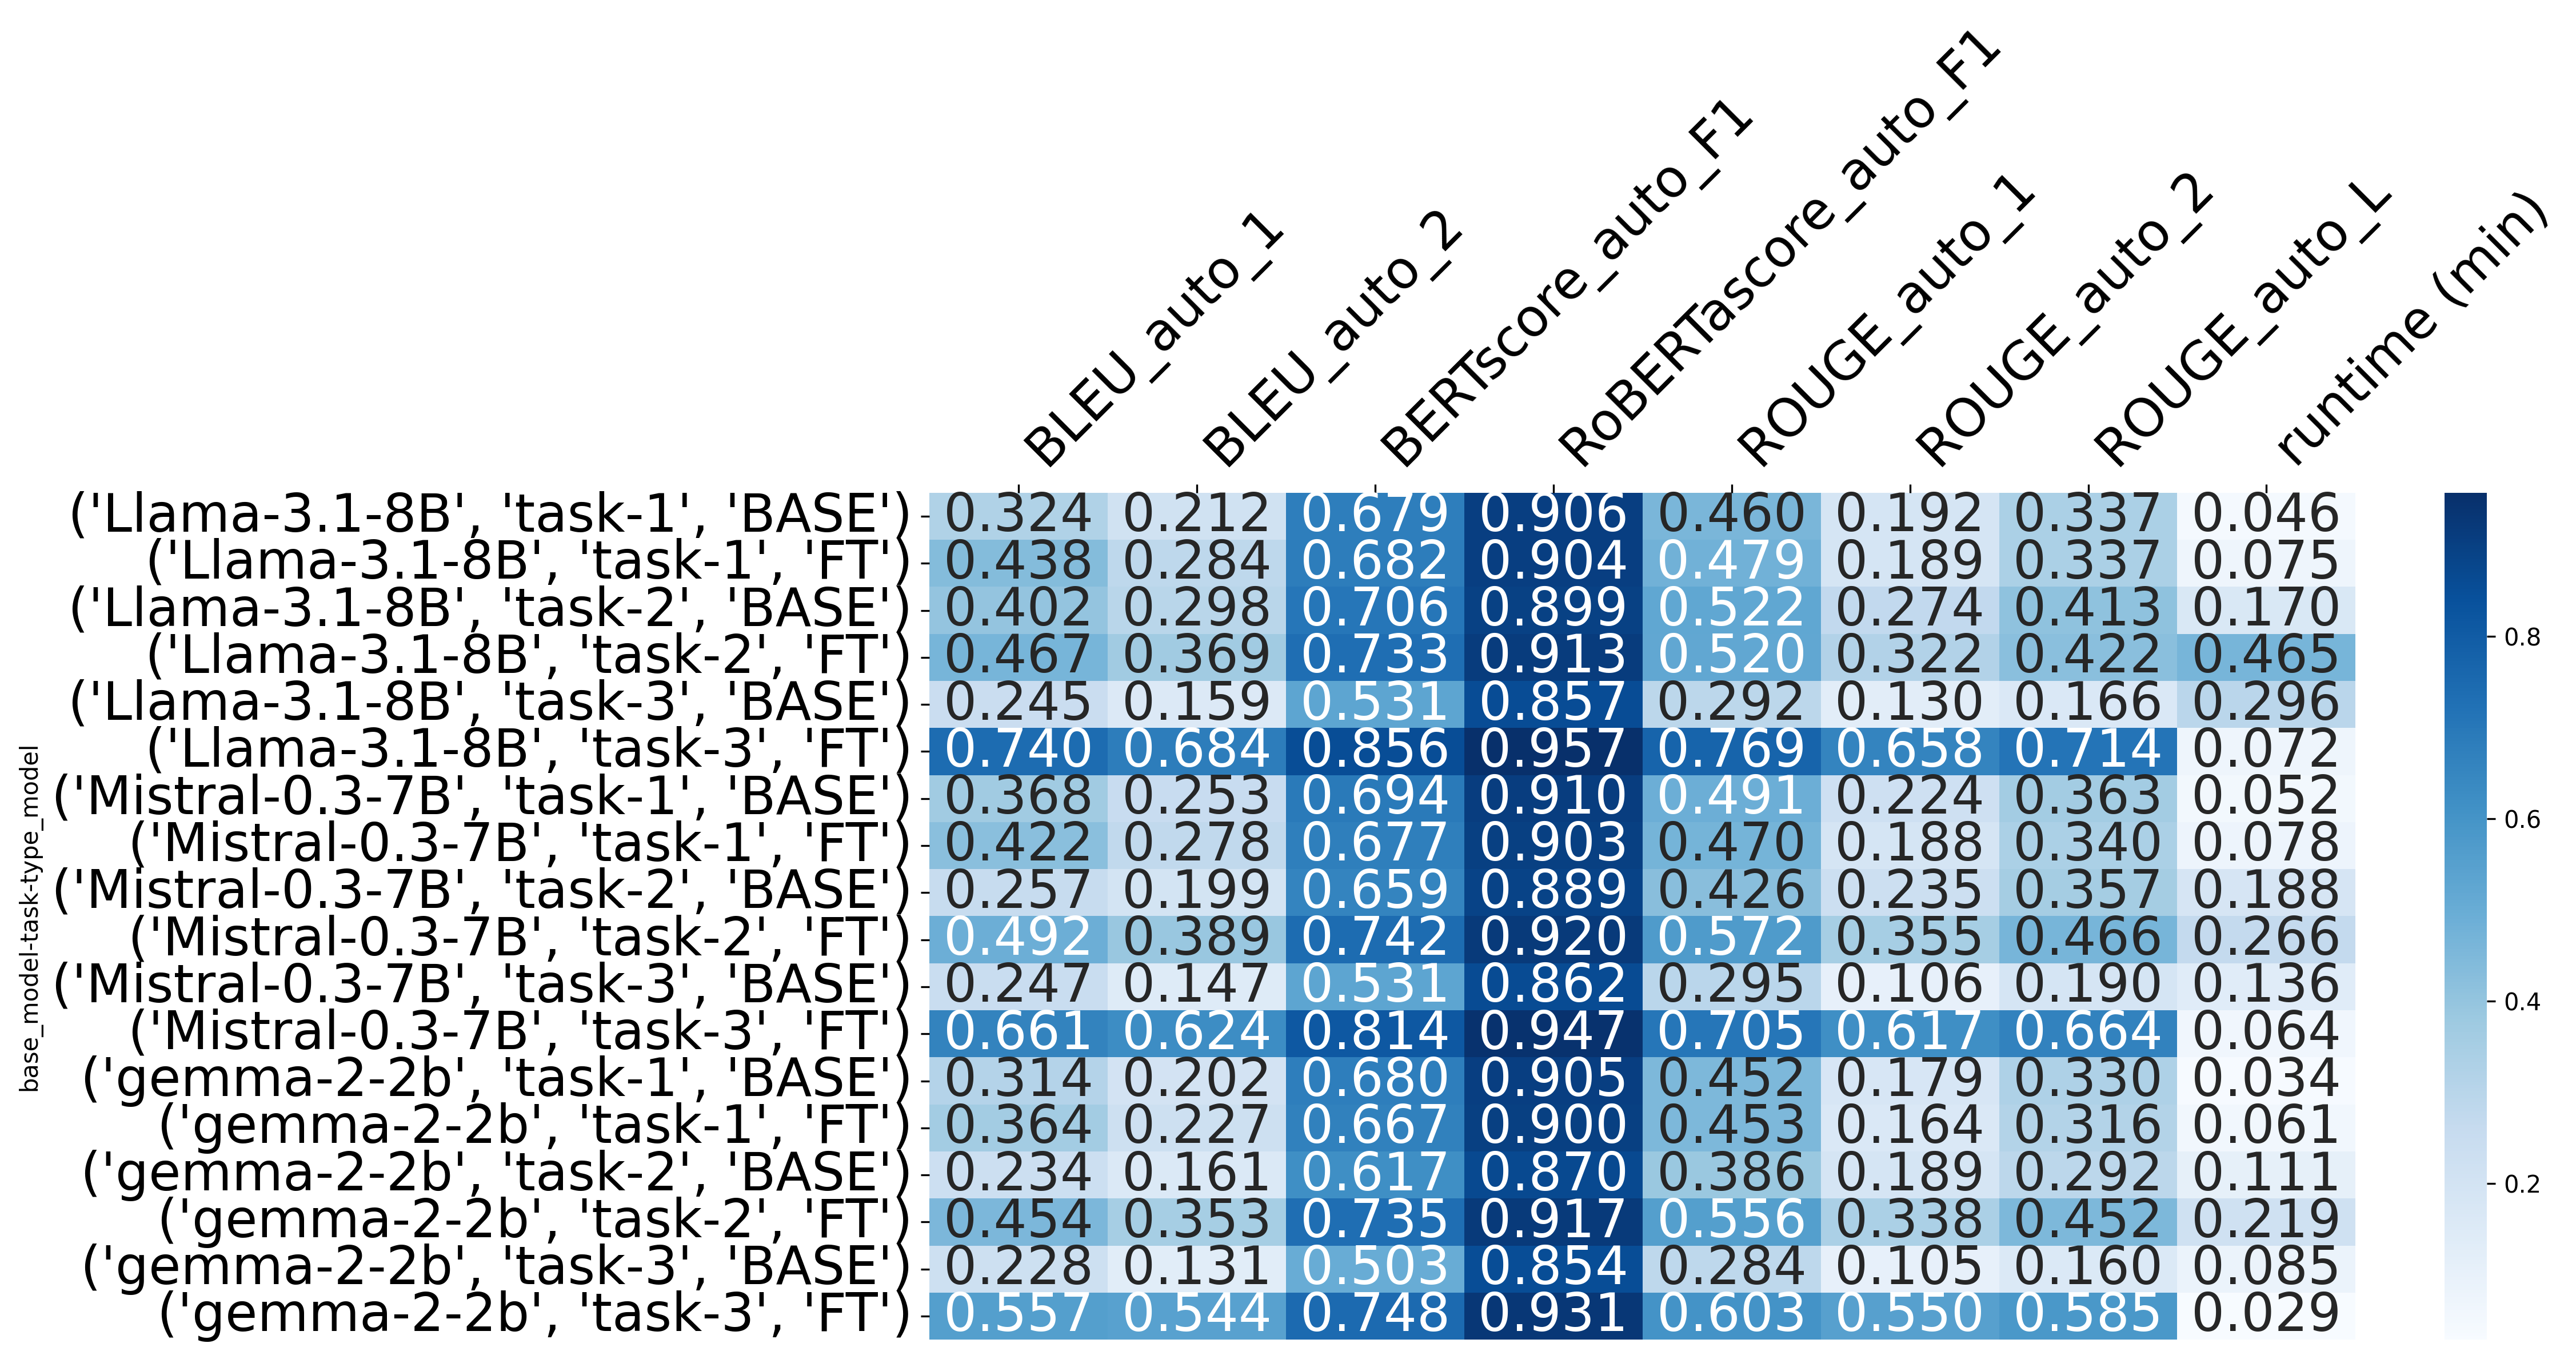 BLEU_auto_1 BLEU_auto_2 BERTscore_auto_F1 RoBERTascore_auto_F1 ROUGE_auto_1 ROUGE_auto_2 ROUGE_auto_L runtime (min)
base_model-task-type_model
('Llama-3.1-8B', 'task-1', 'BASE') 0.324 0.212 0.679 0.906 0.460 0.192 0.337 0.046
('Llama-3.1-8B', 'task-1', 'FT') 0.438 0.284 0.682 0.904 0.479 0.189 0.337 0.075
('Llama-3.1-8B', 'task-2', 'BASE') 0.402 0.298 0.706 0.899 0.522 0.274 0.413 0.170
('Llama-3.1-8B', 'task-2', 'FT') 0.467 0.369 0.733 0.913 0.520 0.322 0.422 0.465
('Llama-3.1-8B', 'task-3', 'BASE') 0.245 0.159 0.531 0.857 0.292 0.130 0.166 0.296
('Llama-3.1-8B', 'task-3', 'FT') 0.740 0.684 0.856 0.957 0.769 0.658 0.714 0.072
('Mistral-0.3-7B', 'task-1', 'BASE') 0.368 0.253 0.694 0.910 0.491 0.224 0.363 0.052
('Mistral-0.3-7B', 'task-1', 'FT') 0.422 0.278 0.677 0.903 0.470 0.188 0.340 0.078
('Mistral-0.3-7B', 'task-2', 'BASE') 0.257 0.199 0.659 0.889 0.426 0.235 0.357 0.188
('Mistral-0.3-7B', 'task-2', 'FT') 0.492 0.389 0.742 0.920 0.572 0.355 0.466 0.266
('Mistral-0.3-7B', 'task-3', 'BASE') 0.247 0.147 0.531 0.862 0.295 0.106 0.190 0.136
('Mistral-0.3-7B', 'task-3', 'FT') 0.661 0.624 0.814 0.947 0.705 0.617 0.664 0.064
('gemma-2-2b', 'task-1', 'BASE') 0.314 0.202 0.680 0.905 0.452 0.179 0.330 0.034
('gemma-2-2b', 'task-1', 'FT') 0.364 0.227 0.667 0.900 0.453 0.164 0.316 0.061
('gemma-2-2b', 'task-2', 'BASE') 0.234 0.161 0.617 0.870 0.386 0.189 0.292 0.111
('gemma-2-2b', 'task-2', 'FT') 0.454 0.353 0.735 0.917 0.556 0.338 0.452 0.219
('gemma-2-2b', 'task-3', 'BASE') 0.228 0.131 0.503 0.854 0.284 0.105 0.160 0.085
('gemma-2-2b', 'task-3', 'FT') 0.557 0.544 0.748 0.931 0.603 0.550 0.585 0.029
0.8
0.6
0.4
0.2